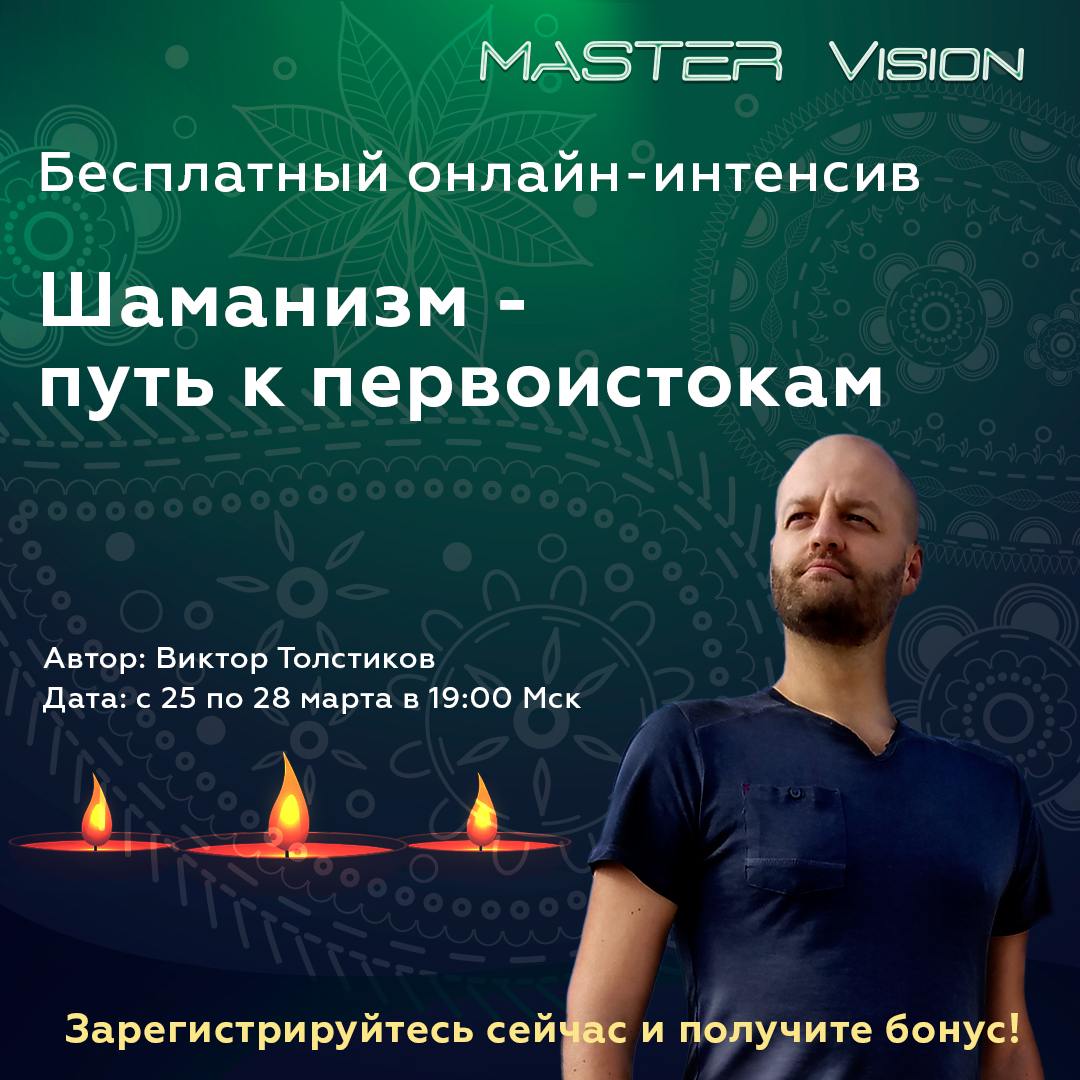 MASTER VISION
Бесплатный онлайн-интенсив
Шаманизм -
путь к первоистокам
Автор: Виктор Толстиков
Дата: с 25 по 28 марта в 19:00 Мск
Зарегистрируйтесь сейчас и получите бонус!